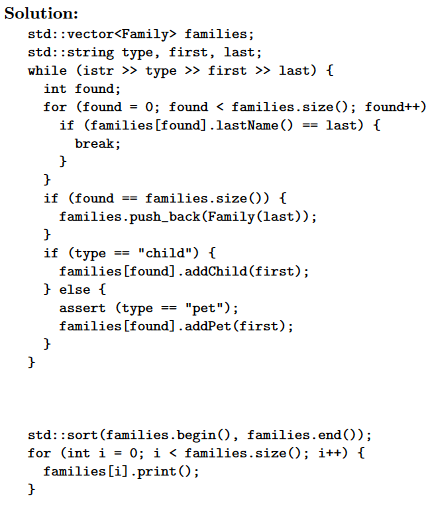 Solution:
std::vector<Family> families;
std::string type, first, last;
while (istr >> type >> first >> last) {
  int found;
  for (found = 0; found < families.size(); found++)
    if (families[found].lastName() == last) {
      break;
    }
  }
  if (found == families.size()) {
    families.push_back(Family(last));
  }
  if (type == "child") {
    families[found].addChild(first);
  } else {
    assert (type == "pet");
    families[found].addPet(first);
  }
}
std::sort(families.begin(), families.end());
for (int i = 0; i < families.size(); i++) {
  families[i].print();
}